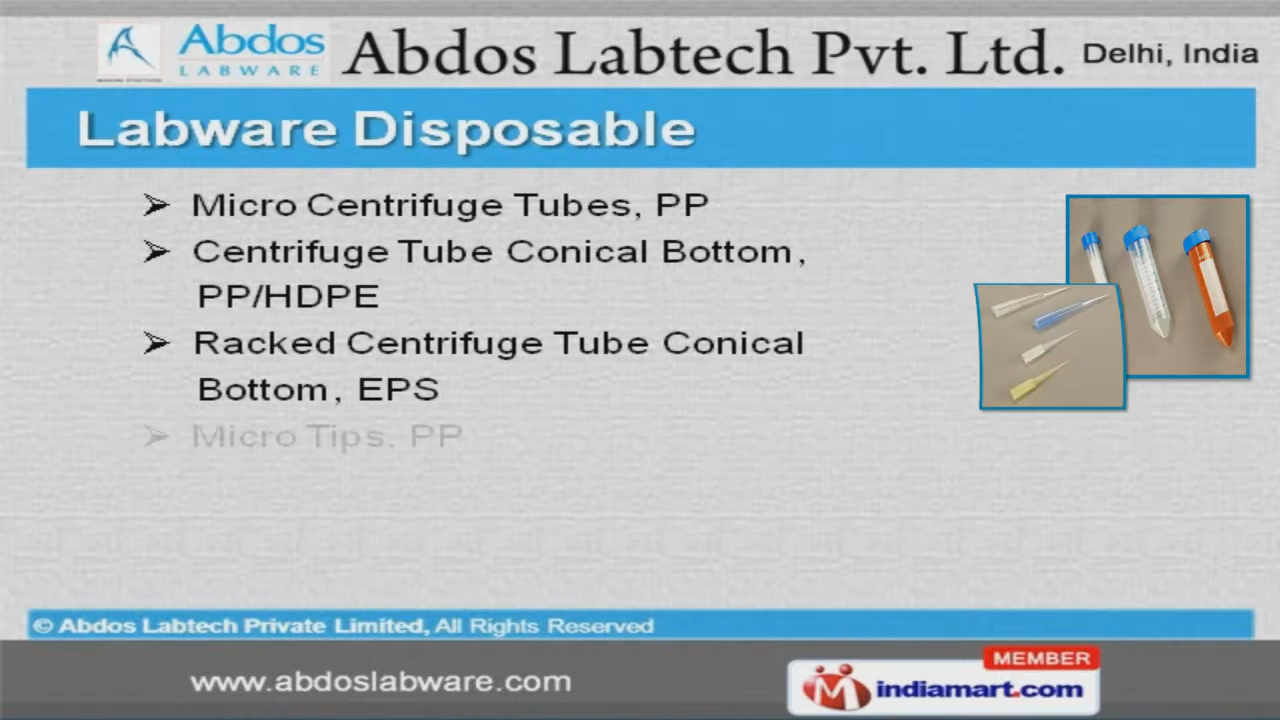 Abdos
LABWARE
Abdos Labtech Pvt. Ltd. Delhi, India
Labware Disposable
➢ Micro Centrifuge Tubes, PP
➢ Centrifuge Tube Conical Bottom,
PP/HDPE
➢ Racked Centrifuge Tube Conical
Bottom, EPS
➢ Micro Tips, PP
© Abdos Labtech Private Limited, All Rights Reserved
MEMBER
www.abdoslabware.com
indiamart.com